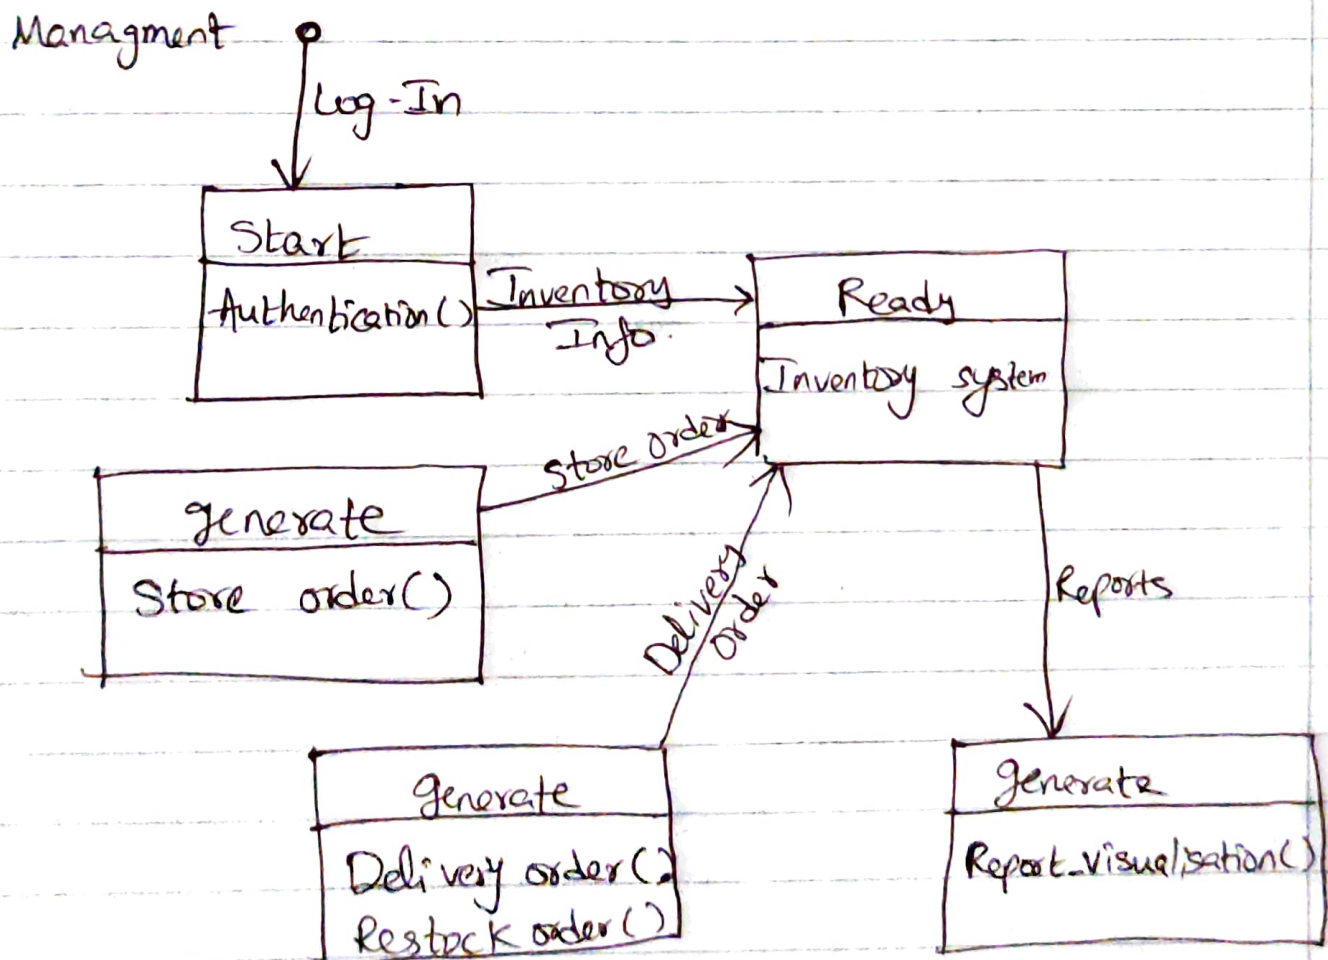 Managment
Log-In
Start
Authentication()
Inventory
Info.
Ready
Inventory system
Store order
generate
Store order()
Delivery
order
Reports
generate
Delivery order()
Restock order()
generate
Report_visualisation()